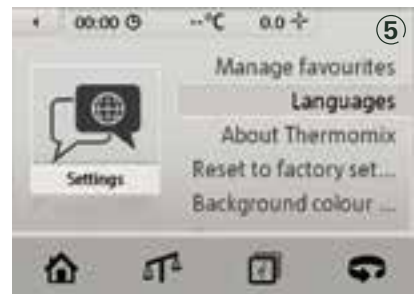 00:00 --°C 0.0 ⑤
Manage favourites
Languages
About Thermomix
Reset to factory set...
Background colour ...
Settings